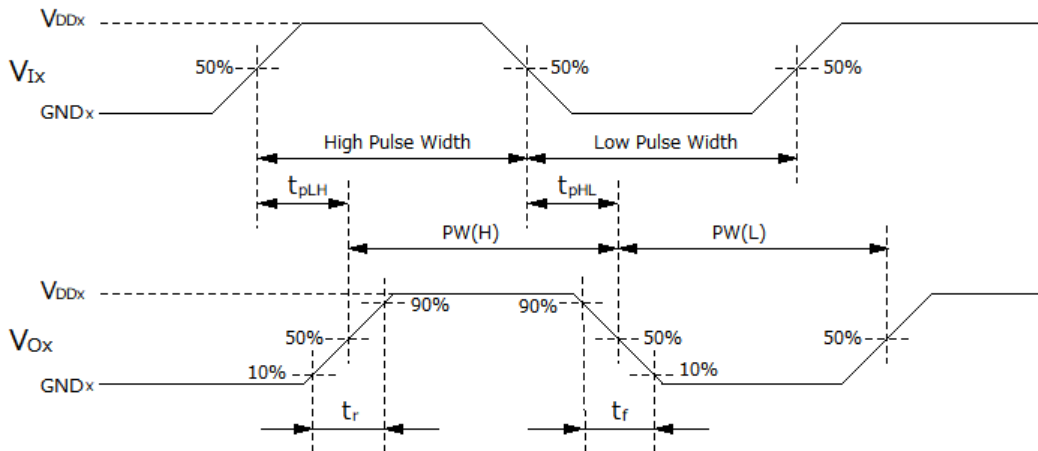 VDDx
50%
50%
50%
VIx
GNDx
High Pulse Width
Low Pulse Width
tpLH
tpHL
PW(H)
PW(L)
VDDx
90%
90%
50%
50%
50%
VOx
10%
10%
GNDx
tr
tf